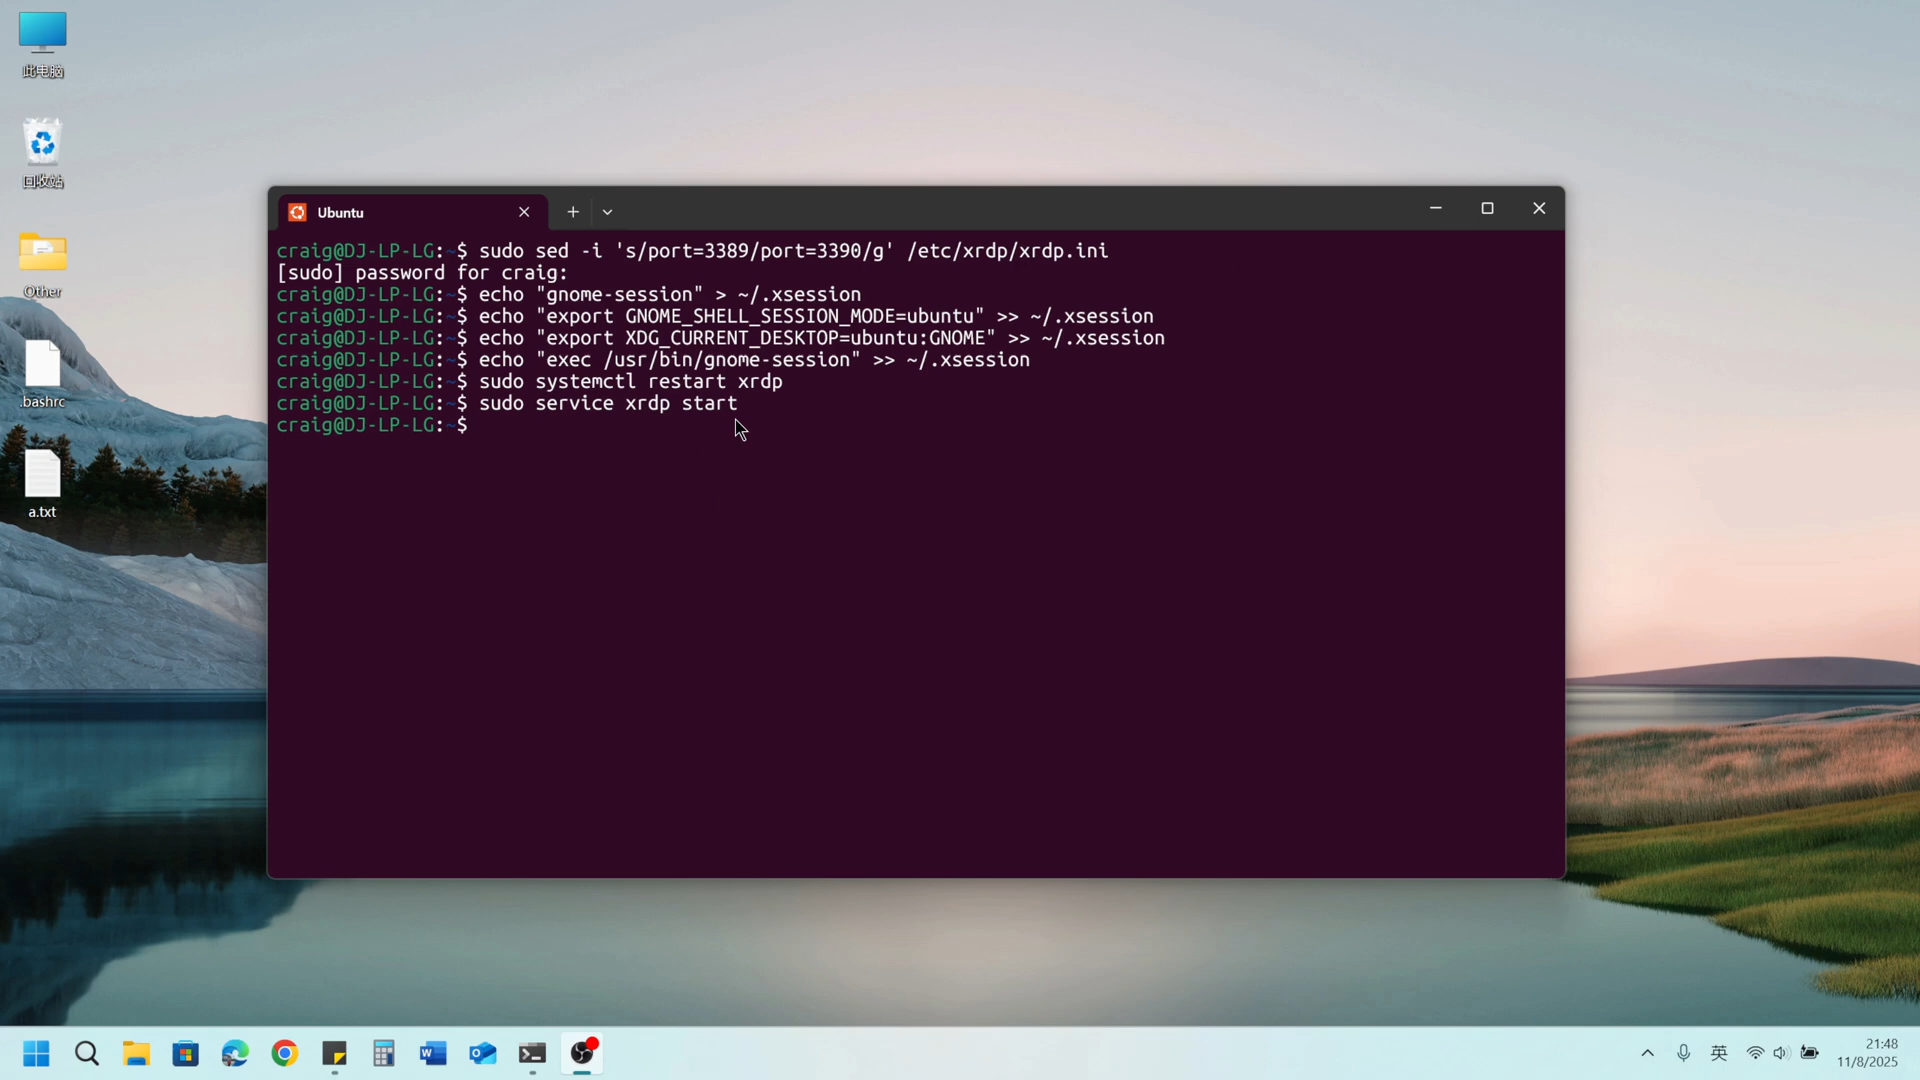 此电脑
回收站
Other
.bashrc
a.txt
Ubuntu
craig@DJ-LP-LG:~$ sudo sed -i 's/port=3389/port=3390/g' /etc/xrdp/xrdp.ini
[sudo] password for craig:
craig@DJ-LP-LG:~$ echo "gnome-session" > ~/.xsession
craig@DJ-LP-LG:~$ echo "export GNOME_SHELL_SESSION_MODE=ubuntu" >> ~/.xsession
craig@DJ-LP-LG:~$ echo "export XDG_CURRENT_DESKTOP=ubuntu:GNOME" >> ~/.xsession
craig@DJ-LP-LG:~$ echo "exec /usr/bin/gnome-session" >> ~/.xsession
craig@DJ-LP-LG:~$ sudo systemctl restart xrdp
craig@DJ-LP-LG:~$ sudo service xrdp start
craig@DJ-LP-LG:~$
英
21:48
11/8/2025